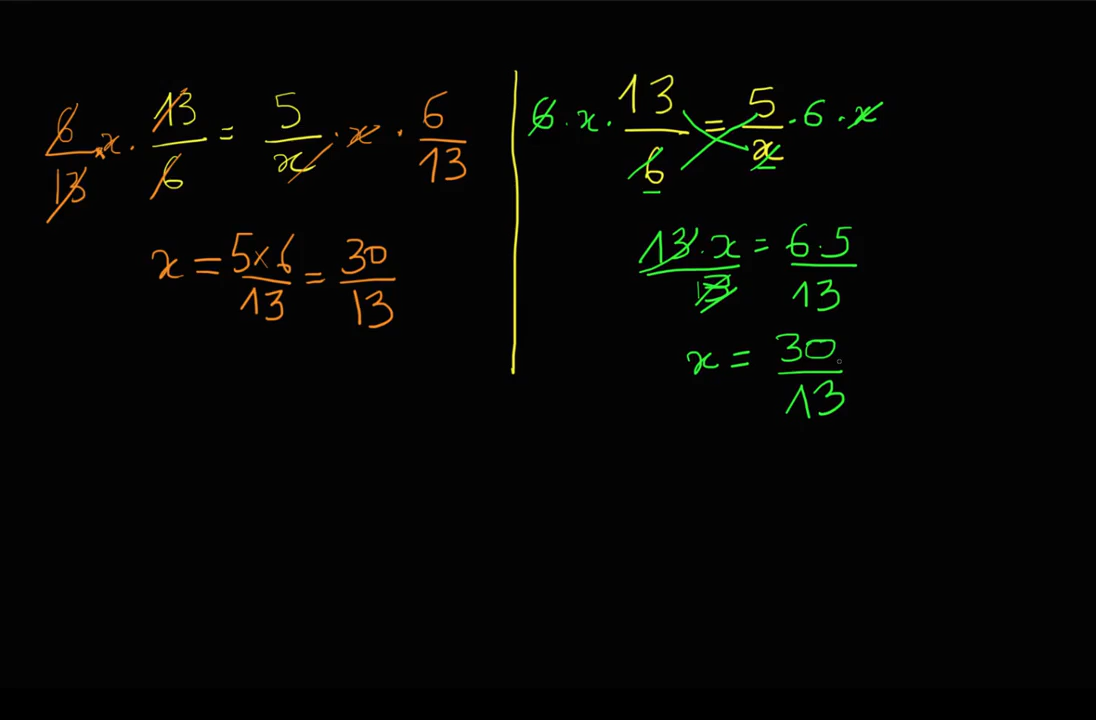 6/13 · x · 13/6 = 5/x · x · 6/13
x = 5×6/13 = 30/13
6 · x · 13/6 = 5/x · 6 · x
13 · x/13 = 6 · 5/13
x = 30/13